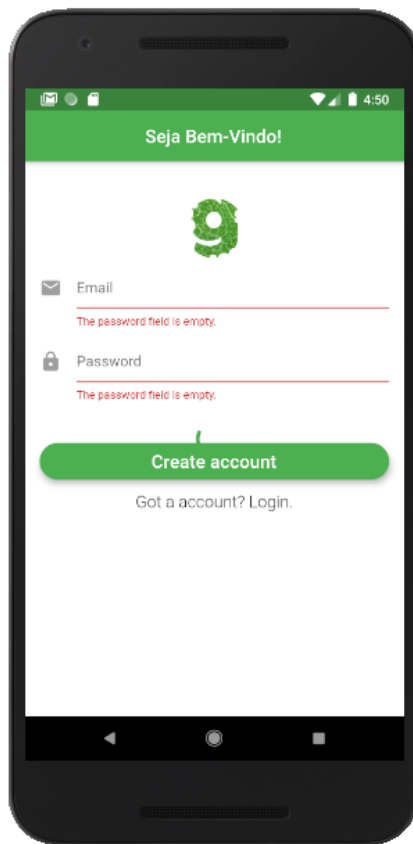 4:50
Seja Bem-Vindo!
g
Email
The password field is empty.
Password
The password field is empty.
Create account
Got a account? Login.